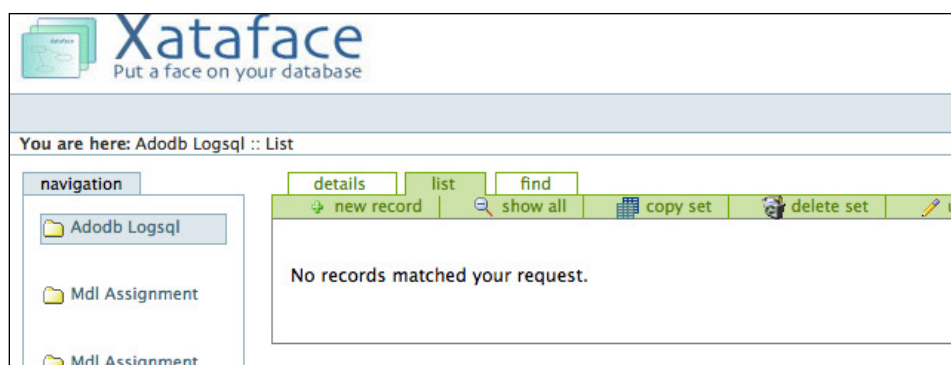 Xataface
Put a face on your database
You are here: Adodb Logsql :: List
navigation
details list find
new record show all copy set delete set
Adodb Logsql
No records matched your request.
Mdl Assignment
Mdl Assignment